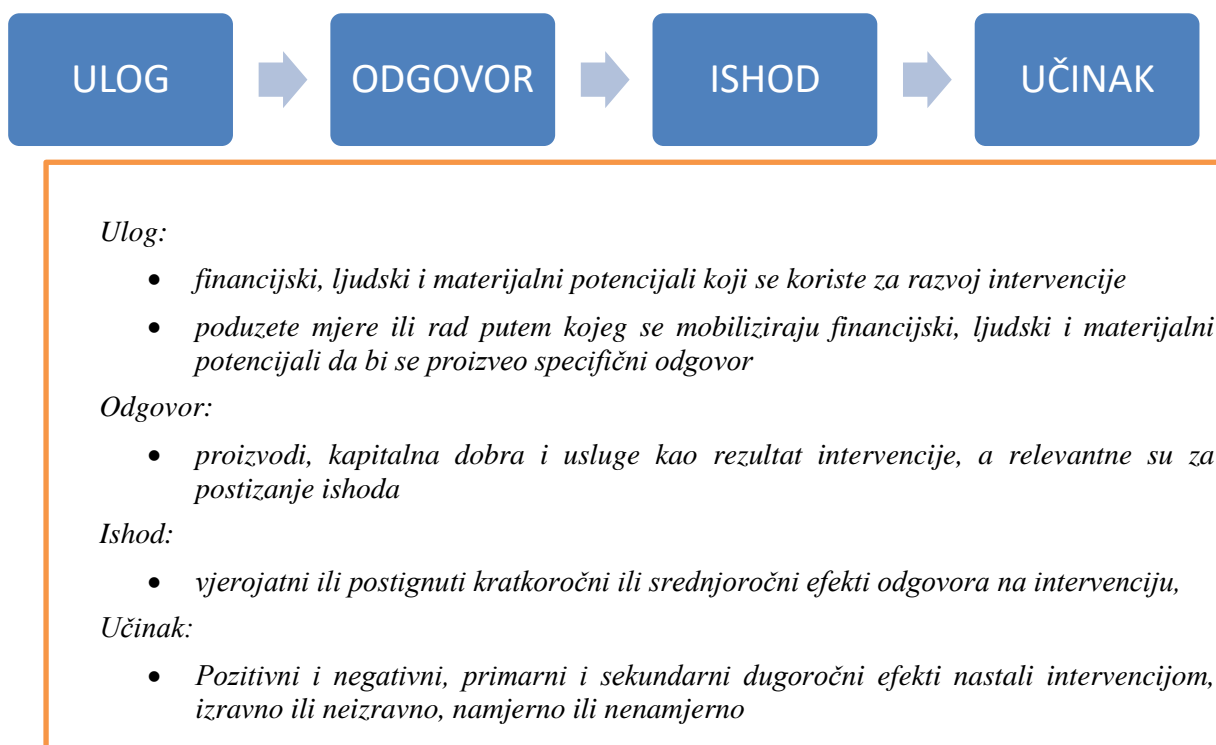 ULOG ODGOVOR ISHOD UČINAK
Ulog:
• financijski, ljudski i materijalni potencijali koji se koriste za razvoj intervencije
• poduzete mjere ili rad putem kojeg se mobiliziraju financijski, ljudski i materijalni
potencijali da bi se proizveo specifični odgovor
Odgovor:
• proizvodi, kapitalna dobra i usluge kao rezultat intervencije, a relevantne su za
postizanje ishoda
Ishod:
• vjerojatni ili postignuti kratkoročni ili srednjoročni efekti odgovora na intervenciju,
Učinak:
• Pozitivni i negativni, primarni i sekundarni dugoročni efekti nastali intervencijom,
izravno ili neizravno, namjerno ili nenamjerno